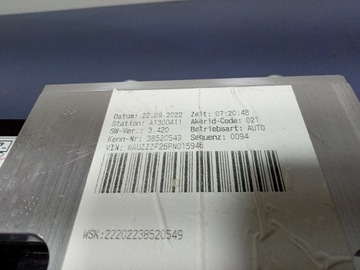 Datum: 22.09.2022 Zeit: 07:20:48
Station: A1300411 Akarid-Code: 021
SW-Ver.: 3.420 Betriebsart: AUTO
Kenn-Nr: 38520549 Sequenz: 0094
VIN: WAUZZZF26PN015946
WSK:22202238520549